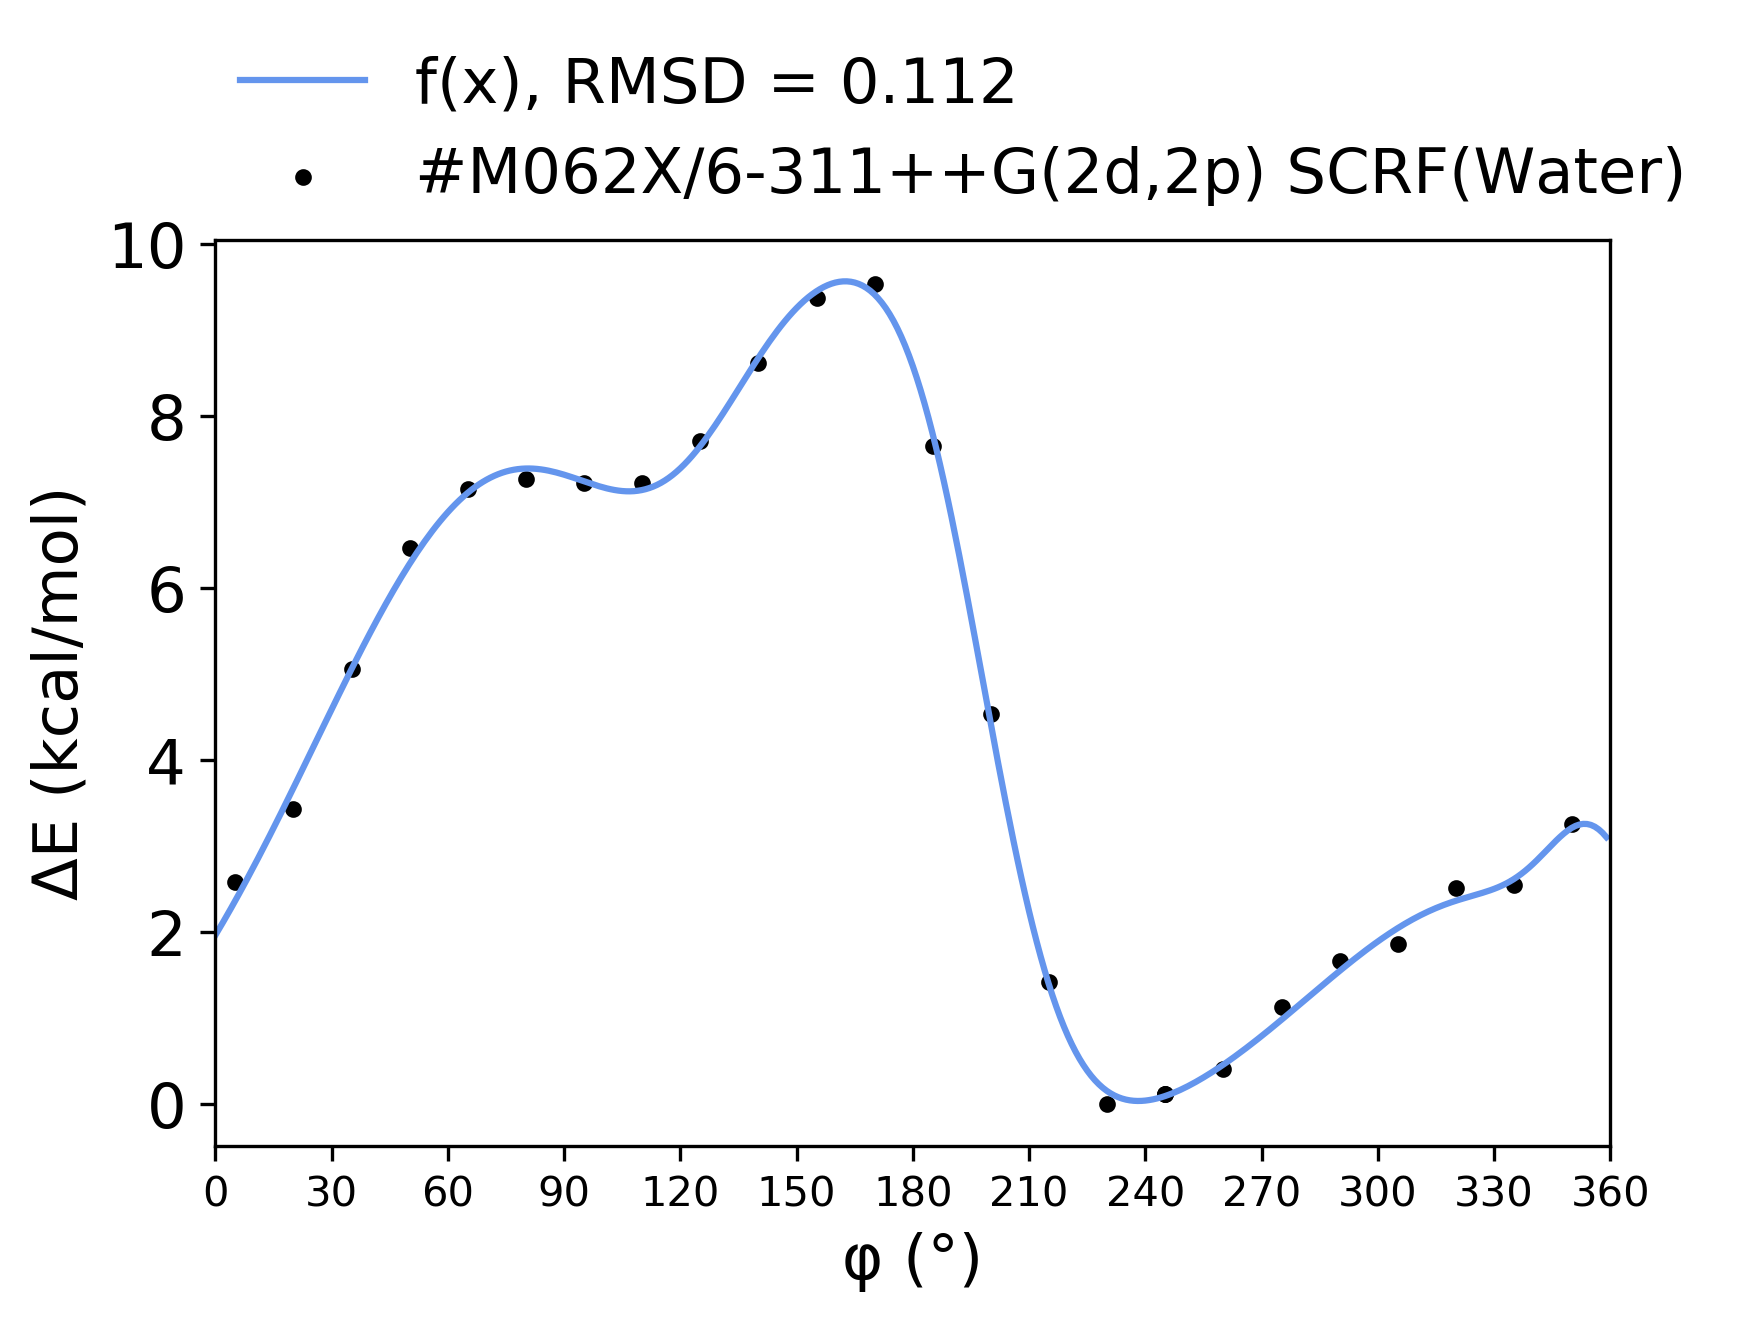 f(x), RMSD = 0.112
#M062X/6-311++G(2d,2p) SCRF(Water)
10
8
6
4
2
0
ΔE (kcal/mol)
0 30 60 90 120 150 180 210 240 270 300 330 360
φ (°)